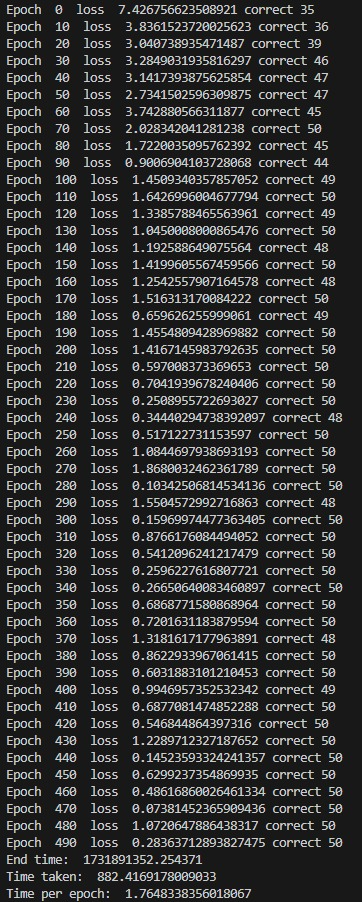 Epoch  0  loss  7.426756623508921 correct 35
Epoch  10  loss  3.8361523720025623 correct 36
Epoch  20  loss  3.040738935471487 correct 39
Epoch  30  loss  3.2849031935816297 correct 46
Epoch  40  loss  3.1417393875625854 correct 47
Epoch  50  loss  2.7341502596309875 correct 47
Epoch  60  loss  3.742880566311877 correct 45
Epoch  70  loss  2.028342041281238 correct 50
Epoch  80  loss  1.7220035095762392 correct 45
Epoch  90  loss  0.9006904103728068 correct 44
Epoch  100  loss  1.4509340357857052 correct 49
Epoch  110  loss  1.6426996004677794 correct 50
Epoch  120  loss  1.3385788465563961 correct 49
Epoch  130  loss  1.0450008000865476 correct 50
Epoch  140  loss  1.192588649075564 correct 48
Epoch  150  loss  1.4199605567459566 correct 50
Epoch  160  loss  1.2542557907164578 correct 48
Epoch  170  loss  1.516313170084222 correct 50
Epoch  180  loss  0.659626255999061 correct 49
Epoch  190  loss  1.4554809428969882 correct 50
Epoch  200  loss  1.4167145983792635 correct 50
Epoch  210  loss  0.597008373369653 correct 50
Epoch  220  loss  0.7041939678240406 correct 50
Epoch  230  loss  0.2508955722693027 correct 50
Epoch  240  loss  0.34440294738392097 correct 48
Epoch  250  loss  0.517122731153597 correct 50
Epoch  260  loss  1.0844697938693193 correct 50
Epoch  270  loss  1.8680032462361789 correct 50
Epoch  280  loss  0.10342506814534136 correct 50
Epoch  290  loss  1.5504572992716863 correct 48
Epoch  300  loss  0.15969974477363405 correct 50
Epoch  310  loss  0.8766176084494052 correct 50
Epoch  320  loss  0.5412096241217479 correct 50
Epoch  330  loss  0.2596227616807721 correct 50
Epoch  340  loss  0.26650640083460897 correct 50
Epoch  350  loss  0.6868771580868964 correct 50
Epoch  360  loss  0.7201631183879594 correct 50
Epoch  370  loss  1.3181617177963891 correct 48
Epoch  380  loss  0.8622933967061415 correct 50
Epoch  390  loss  0.6031883101210453 correct 50
Epoch  400  loss  0.9946957352532342 correct 49
Epoch  410  loss  0.6877081474852288 correct 50
Epoch  420  loss  0.546844864397316 correct 50
Epoch  430  loss  1.2289712327187652 correct 50
Epoch  440  loss  0.14523593324241357 correct 50
Epoch  450  loss  0.6299237354869935 correct 50
Epoch  460  loss  0.48616860026461334 correct 50
Epoch  470  loss  0.07381452365909436 correct 50
Epoch  480  loss  1.0720647886438317 correct 50
Epoch  490  loss  0.28363712893827475 correct 50
End time:  1731891352.254371
Time taken:  882.4169178009033
Time per epoch:  1.7648338356018067